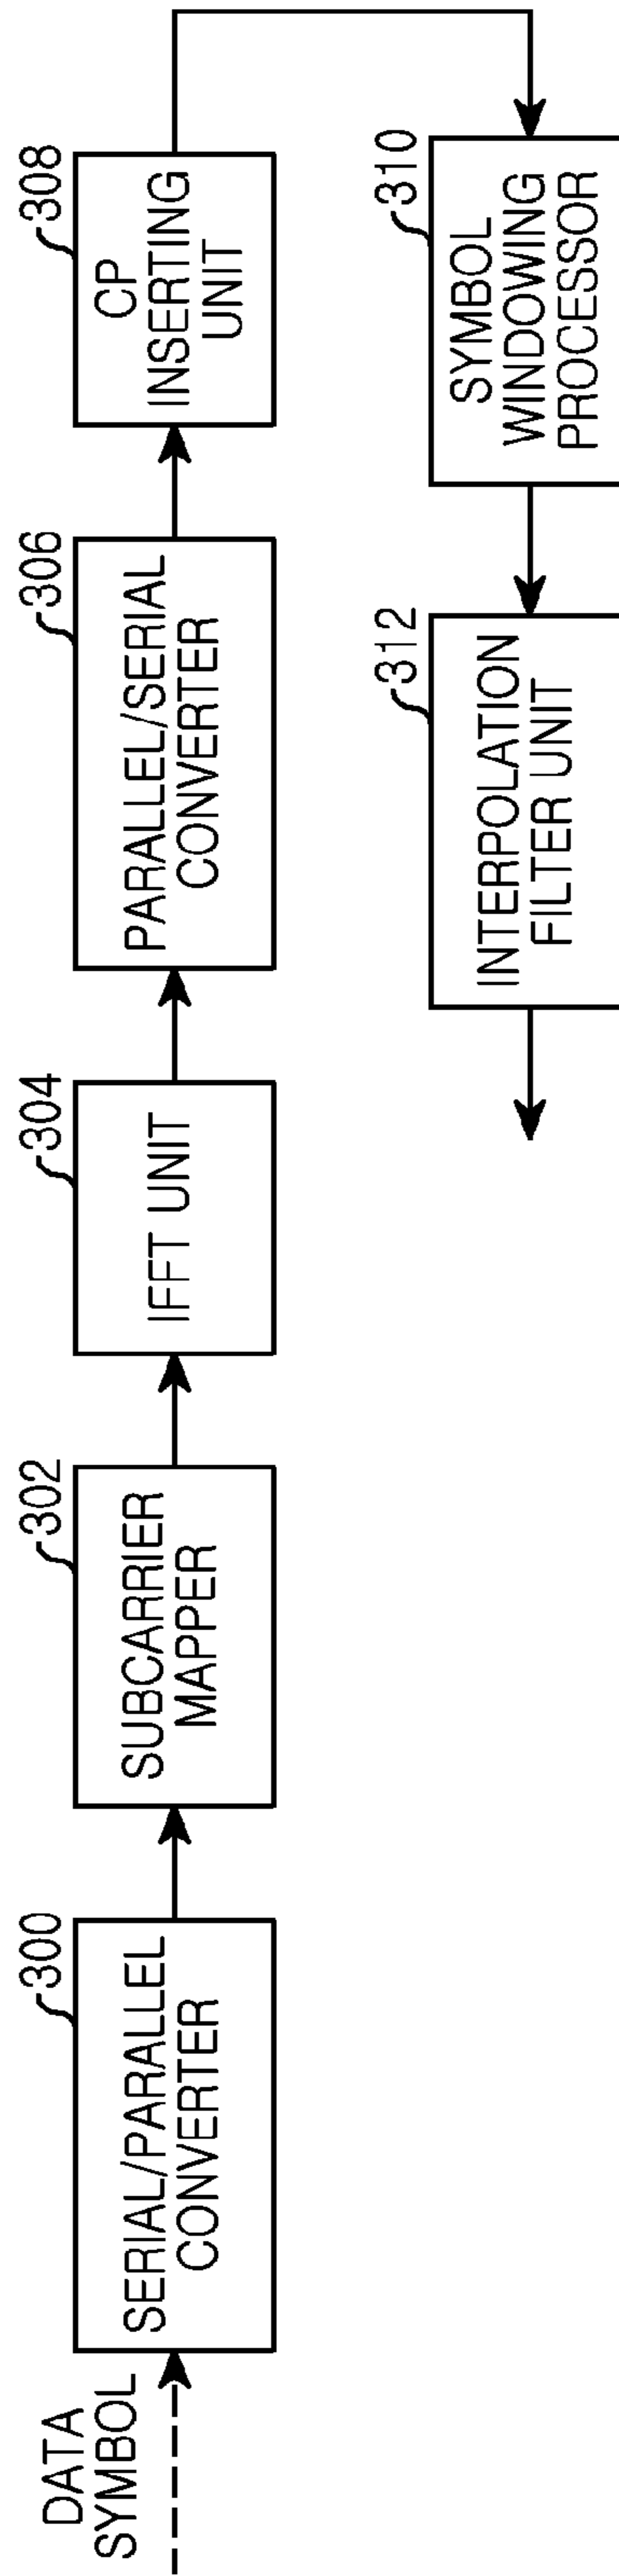 DATA
SYMBOL
300
SERIAL/PARALLEL
CONVERTER
302
SUBCARRIER
MAPPER
304
IFFT UNIT
306
PARALLEL/SERIAL
CONVERTER
308
CP
INSERTING
UNIT
310
SYMBOL
WINDOWING
PROCESSOR
312
INTERPOLATION
FILTER UNIT